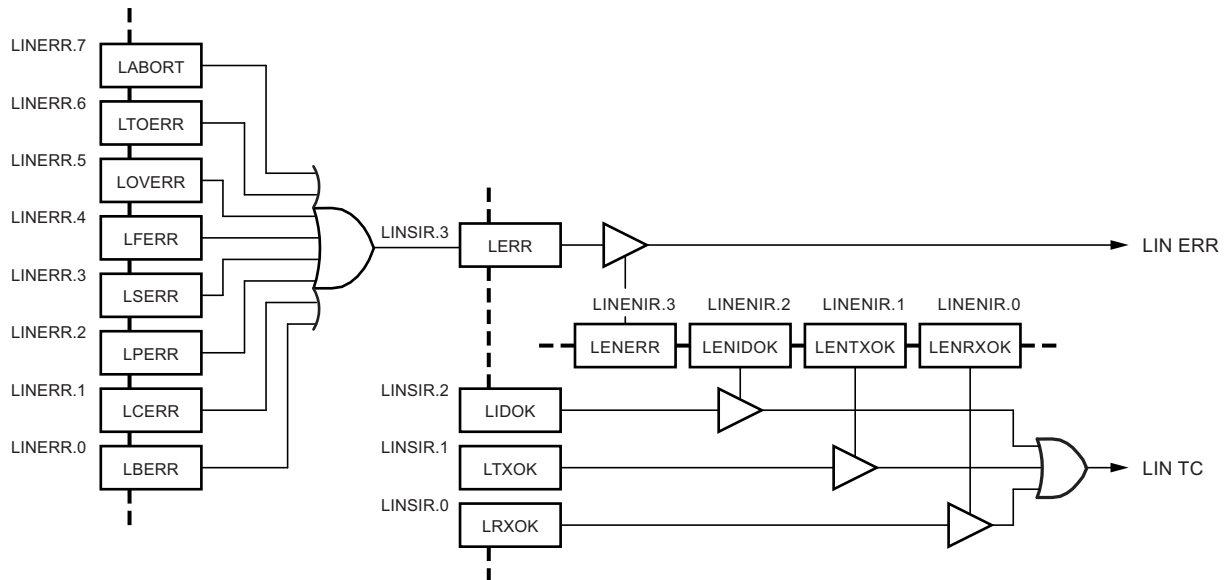 LINERR.7
LABORT
LINERR.6
LTOERR
LINERR.5
LOVERR
LINERR.4
LFERR
LINERR.3
LSERR
LINERR.2
LPERR
LINERR.1
LCERR
LINERR.0
LBERR
LINSIR.3
LERR
LIN ERR
LINENIR.3
LINENIR.2
LINENIR.1
LINENIR.0
LENERR
LENIDOK
LENTXOK
LENRXOK
LINSIR.2
LIDOK
LINSIR.1
LTXOK
LIN TC
LINSIR.0
LRXOK